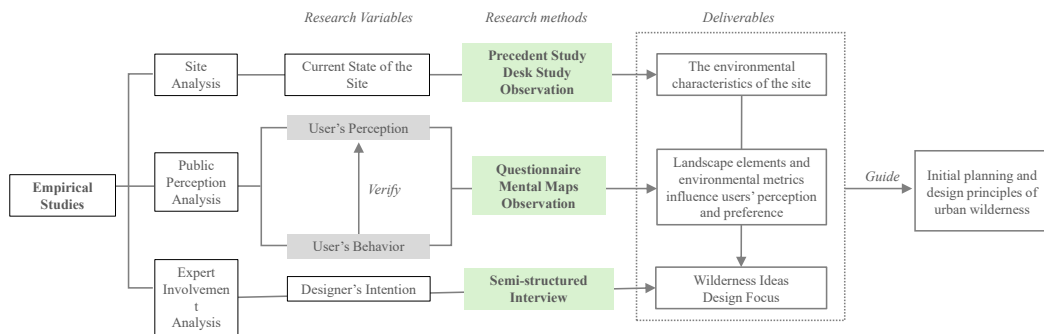 Research Variables
Research methods
Deliverables
Site
Analysis
Current State of the
Site
Precedent Study
Desk Study
Observation
The environmental
characteristics of the site
Empirical
Studies
Public
Perception
Analysis
User's Perception
Verify
User's Behavior
Questionnaire
Mental Maps
Observation
Landscape elements and
environmental metrics
influence users' perception
and preference
Guide
Initial planning and
design principles of
urban wilderness
Expert
Involvemen
t
Analysis
Designer's Intention
Semi-structured
Interview
Wilderness Ideas
Design Focus